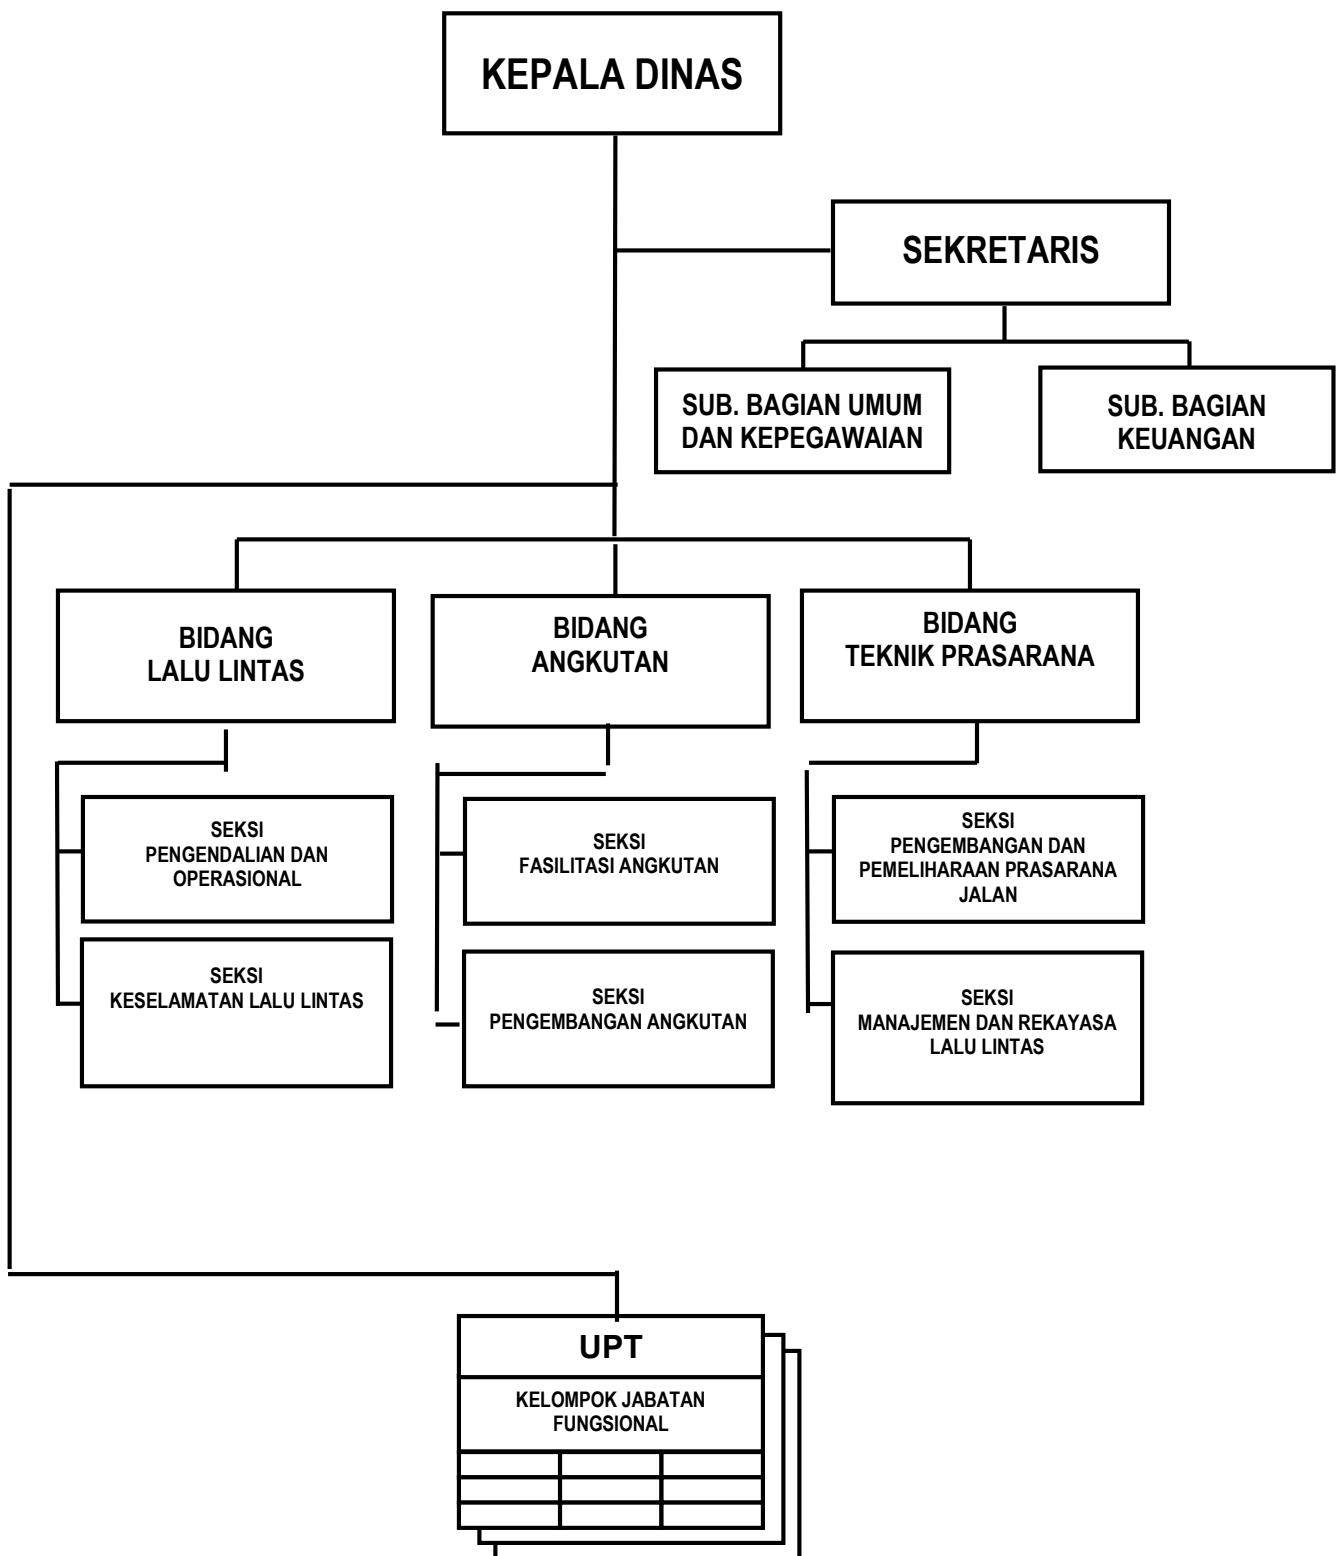 KEPALA DINAS
SEKRETARIS
SUB. BAGIAN UMUM
DAN KEPEGAWAIAN
SUB. BAGIAN
KEUANGAN
BIDANG
LALU LINTAS
BIDANG
ANGKUTAN
BIDANG
TEKNIK PRASARANA
SEKSI
PENGENDALIAN DAN
OPERASIONAL
SEKSI
FASILITASI ANGKUTAN
SEKSI
PENGEMBANGAN DAN
PEMELIHARAAN PRASARANA
JALAN
SEKSI
KESELAMATAN LALU LINTAS
SEKSI
PENGEMBANGAN ANGKUTAN
SEKSI
MANAJEMEN DAN REKAYASA
LALU LINTAS
UPT
KELOMPOK JABATAN
FUNGSIONAL